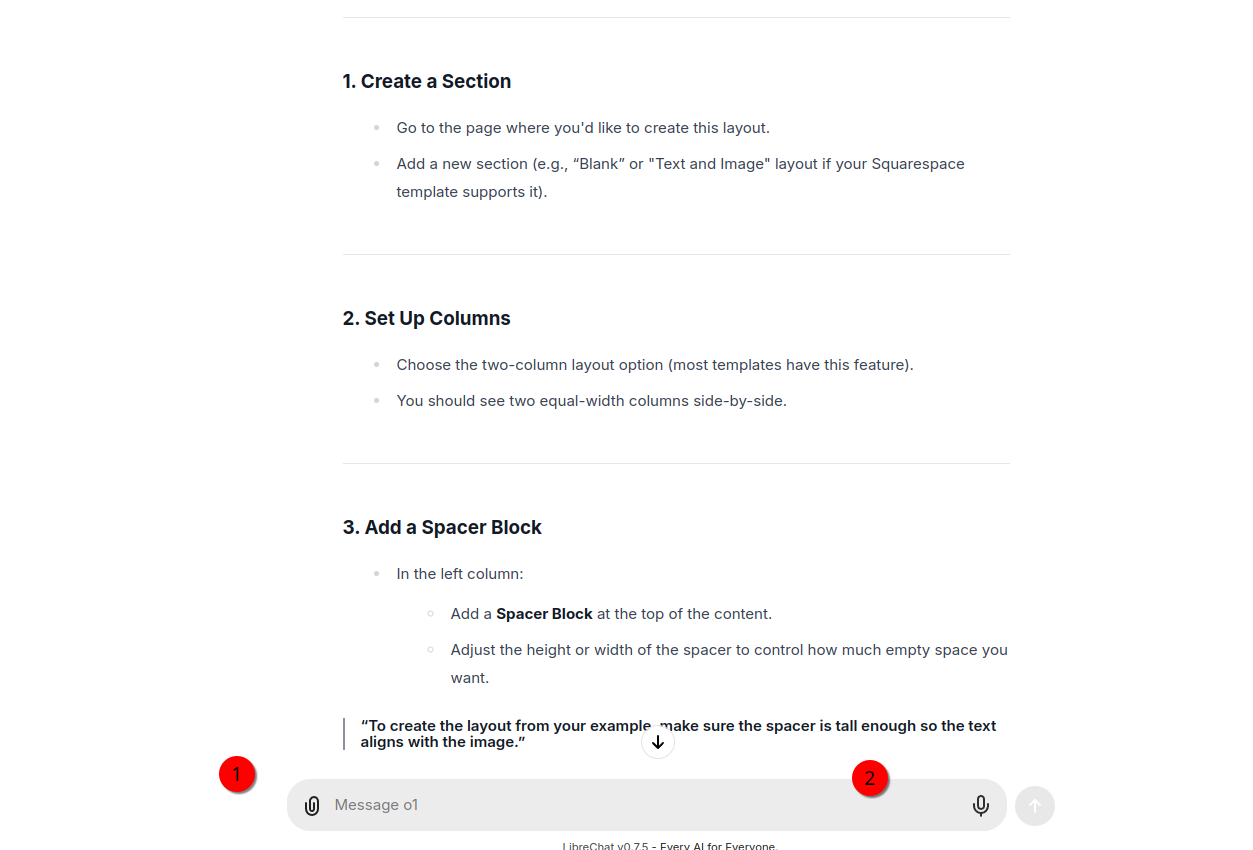 1. Create a Section
Go to the page where you'd like to create this layout.
Add a new section (e.g., “Blank” or "Text and Image" layout if your Squarespace
template supports it).
2. Set Up Columns
Choose the two-column layout option (most templates have this feature).
You should see two equal-width columns side-by-side.
3. Add a Spacer Block
In the left column:
Add a Spacer Block at the top of the content.
Adjust the height or width of the spacer to control how much empty space you
want.
“To create the layout from your example, make sure the spacer is tall enough so the text
aligns with the image.”
1
2
Message o1
LibreChat v0.7.5 - Every AI for Everyone.